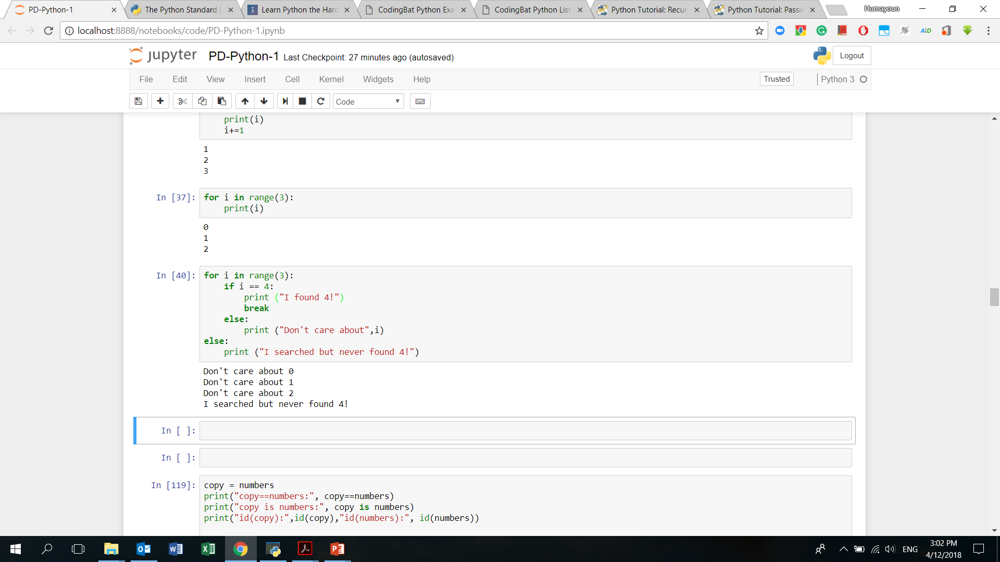 PD-Python-1
The Python Standard L
Learn Python the Hard
CodingBat Python Exa
CodingBat Python List
Python Tutorial: Recur
Python Tutorial: Passin
Humayoun
localhost:8888/notebooks/code/PD-Python-1.ipynb
jupyter PD-Python-1 Last Checkpoint: 27 minutes ago (autosaved)
Logout
File Edit View Insert Cell Kernel Widgets Help
Trusted
Python 3
Code
    print(i)
    i+=1
1
2
3
In [37]: for i in range(3):
    print(i)
0
1
2
In [40]: for i in range(3):
    if i == 4:
        print ("I found 4!")
        break
    else:
        print ("Don't care about",i)
else:
    print ("I searched but never found 4!")
Don't care about 0
Don't care about 1
Don't care about 2
I searched but never found 4!
In [ ]:
In [ ]:
In [119]: copy = numbers
print("copy==numbers:", copy==numbers)
print("copy is numbers:", copy is numbers)
print("id(copy):",id(copy),"id(numbers):", id(numbers))
ENG
3:02 PM
4/12/2018